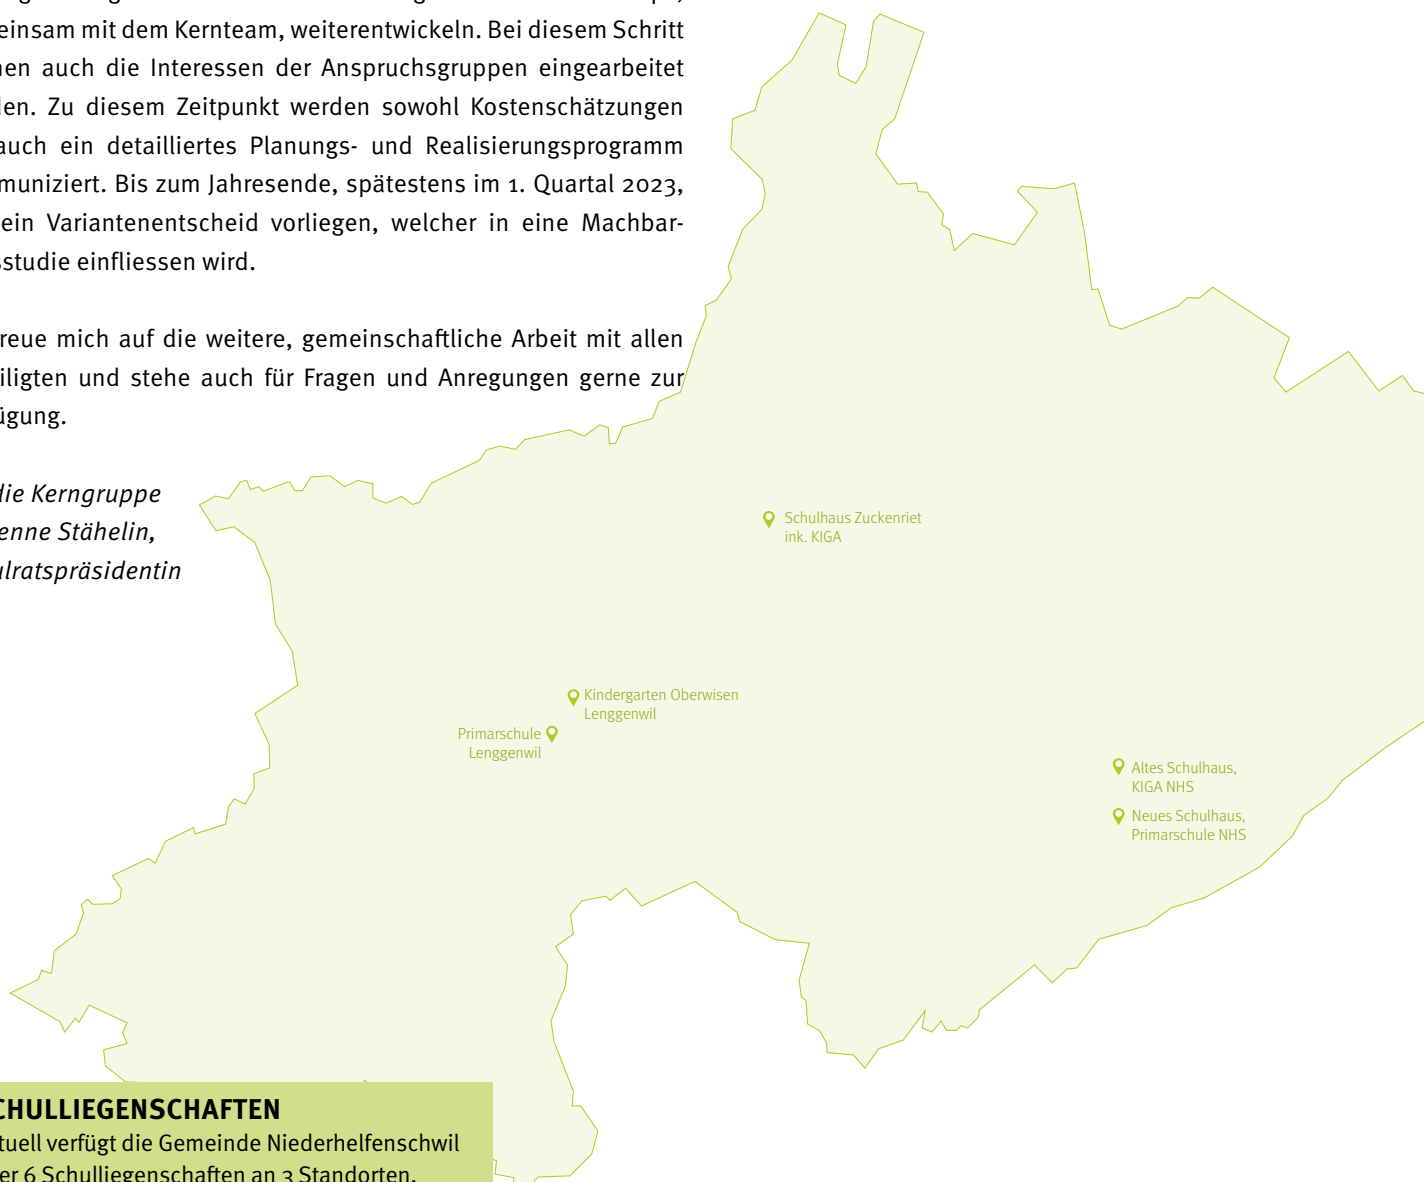 einsam mit dem Kernteam, weiterentwickeln. Bei diesem Schritt
auch die Interessen der Anspruchsgruppen eingearbeitet
den. Zu diesem Zeitpunkt werden sowohl Kostenschätzungen
auch ein detailliertes Planungs- und Realisierungsprogramm
muniziert. Bis zum Jahresende, spätestens im 1. Quartal 2023,
ein Variantenentscheid vorliegen, welcher in eine Machbar-
sstudie einfliessen wird.
reue mich auf die weitere, gemeinschaftliche Arbeit mit allen
iligten und stehe auch für Fragen und Anregungen gerne zur
ügung.
die Kerngruppe
enne Stähelin,
ulratspräsidentin
Schulhaus Zuckenriet
ink. KIGA
Kindergarten Oberwisen
Lenggenwil
Primarschule
Lenggenwil
Altes Schulhaus,
KIGA NHS
Neues Schulhaus,
Primarschule NHS
CHULLIEGENSCHAFTEN
tuell verfügt die Gemeinde Niederhelfenschwil
er 6 Schulliegenschaften an 3 Standorten.